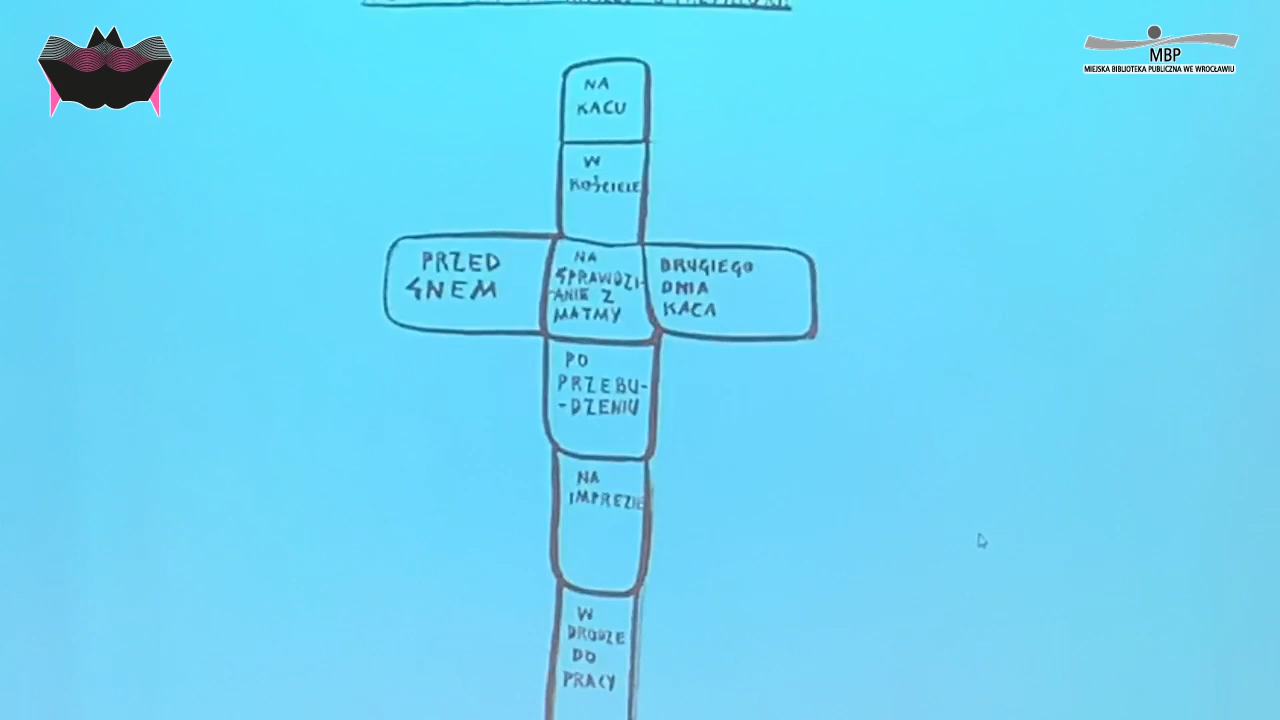 MBP
MIEJSKA BIBLIOTEKA PUBLICZNA WE WROCŁAWIU
NA
KACU
W
KOŚCIELE
PRZED
SNEM
NA
SPRAWDZI-
-ANIE Z
MATMY
DRUGIEGO
DNIA
KACA
PO
PRZEBU-
-DZENIU
NA
IMPREZIE
W
DRODZE
DO
PRACY